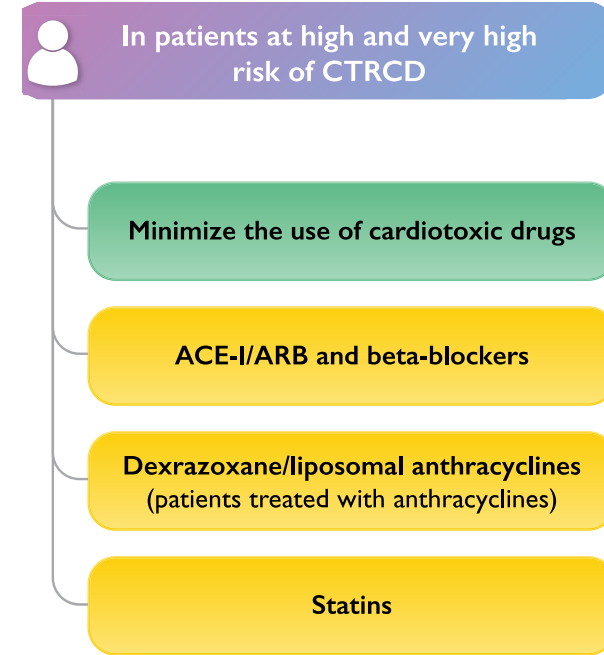 In patients at high and very high
risk of CTRCD
Minimize the use of cardiotoxic drugs
ACE-I/ARB and beta-blockers
Dexrazoxane/liposomal anthracyclines
(patients treated with anthracyclines)
Statins